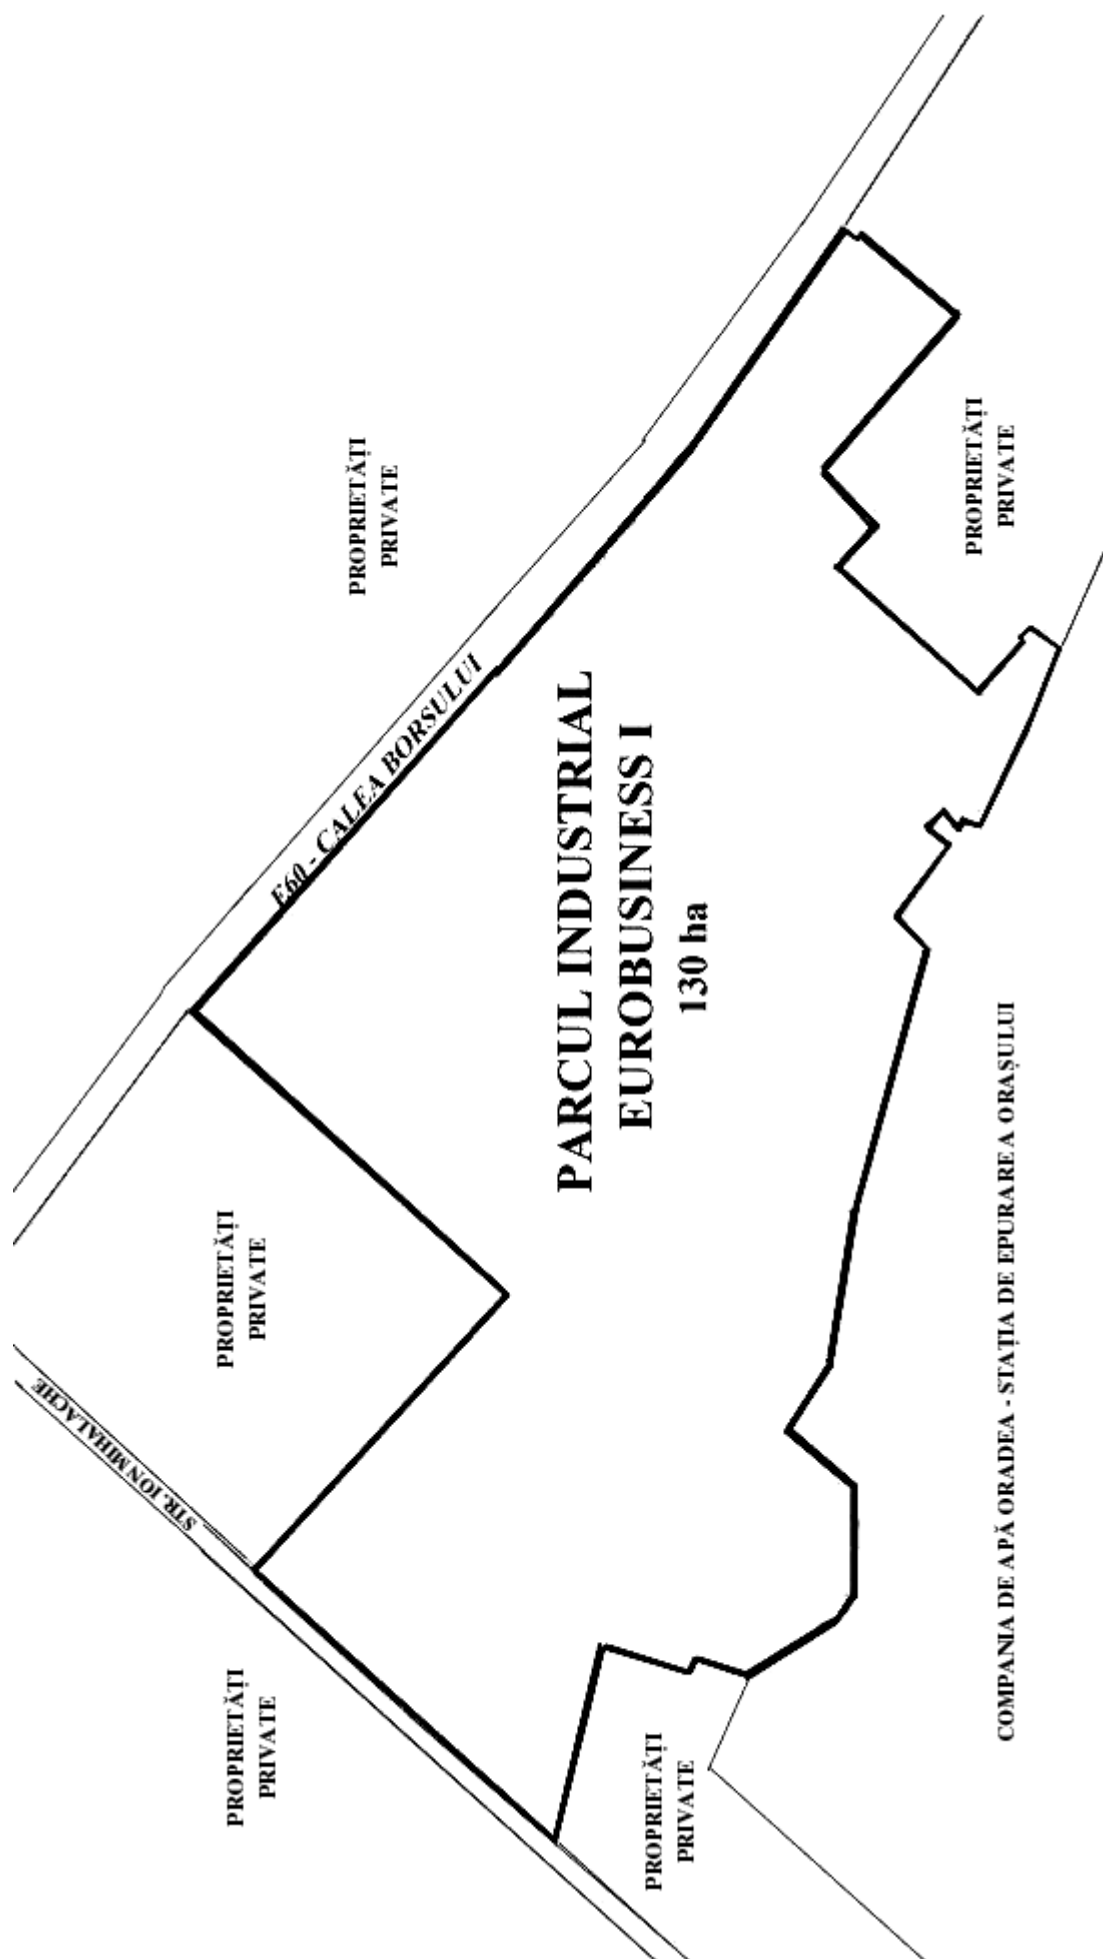 PROPRIETĂȚI
PRIVATE
E60 - CALEA BORSULUI
PROPRIETĂȚI
PRIVATE
PARCUL INDUSTRIAL
EUROBUSINESS I
130 ha
PROPRIETĂȚI
PRIVATE
STR. ION MIHALACHE
PROPRIETĂȚI
PRIVATE
PROPRIETĂȚI
PRIVATE
COMPANIA DE APĂ ORADEA - STAȚIA DE EPURARE A ORAȘULUI